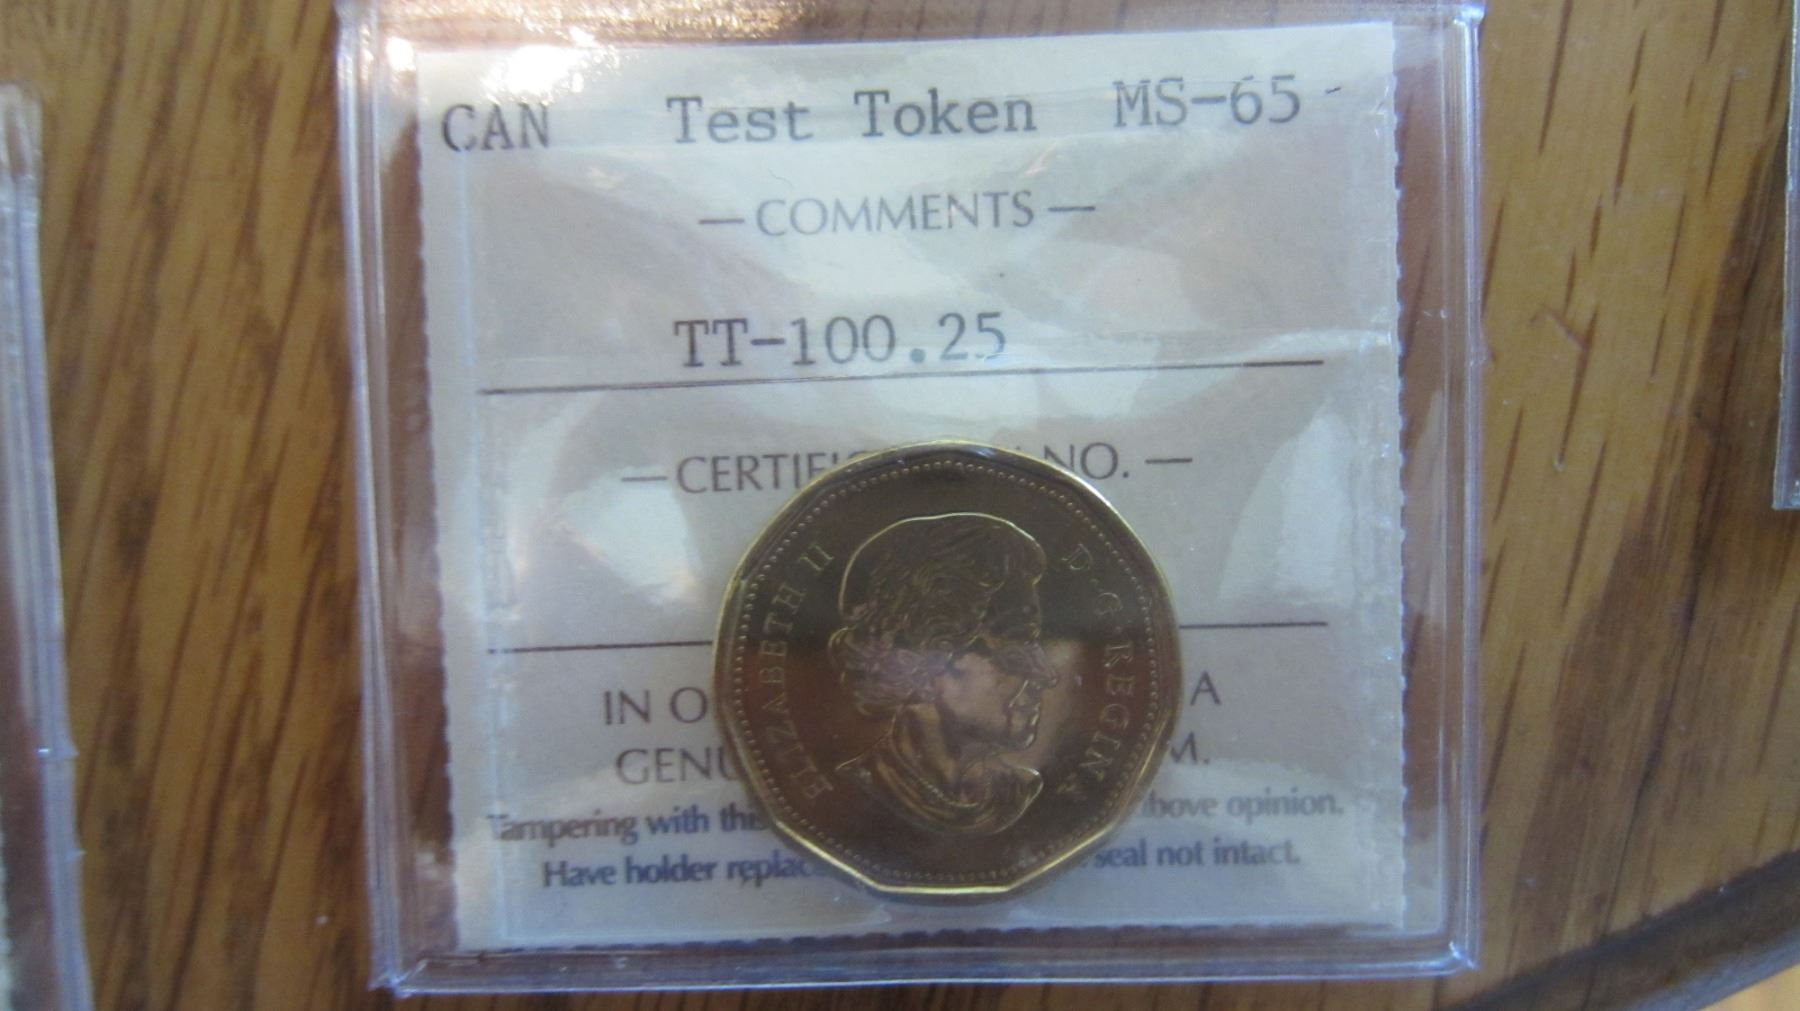 CAN Test Token MS-65
— COMMENTS —
TT-100.25
— CERTIFIC NO. —
IN O A
GENU M.
Tampering with this above opinion.
Have holder replac seal not intact.
ELIZABETH II D·G·REGINA